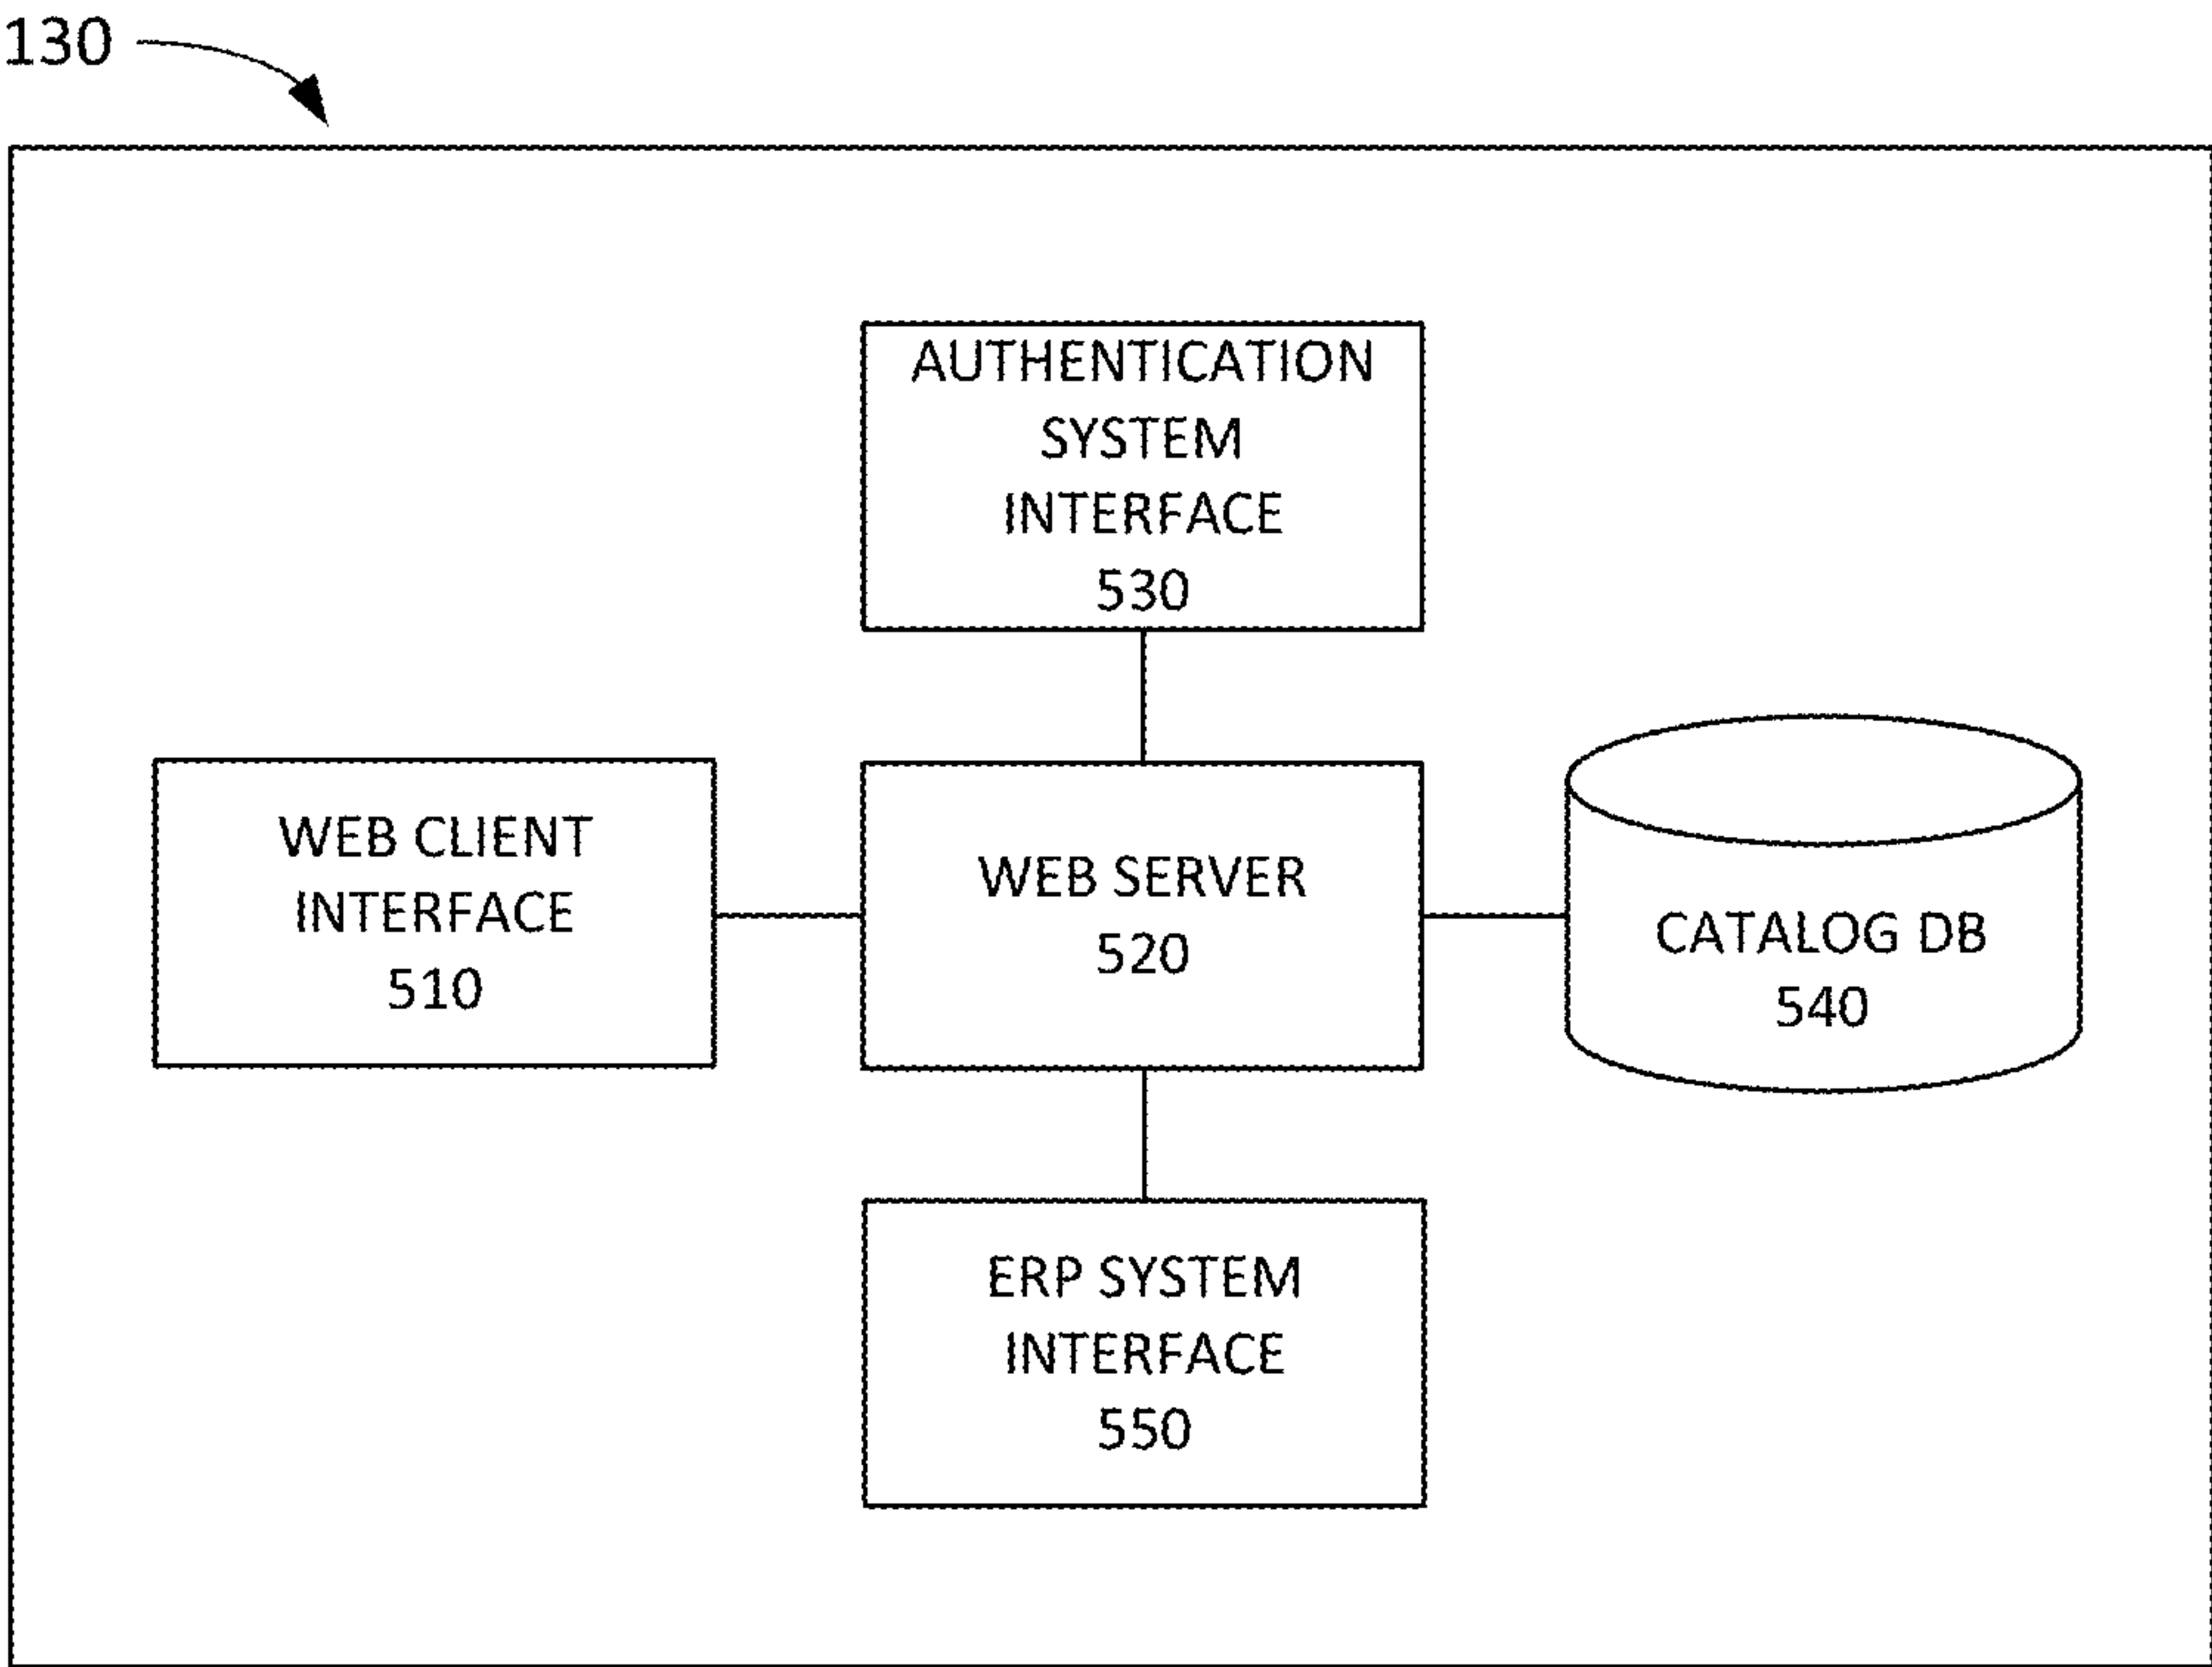 130
AUTHENTICATION
SYSTEM
INTERFACE
530
WEB CLIENT
INTERFACE
510
WEB SERVER
520
CATALOG DB
540
ERP SYSTEM
INTERFACE
550